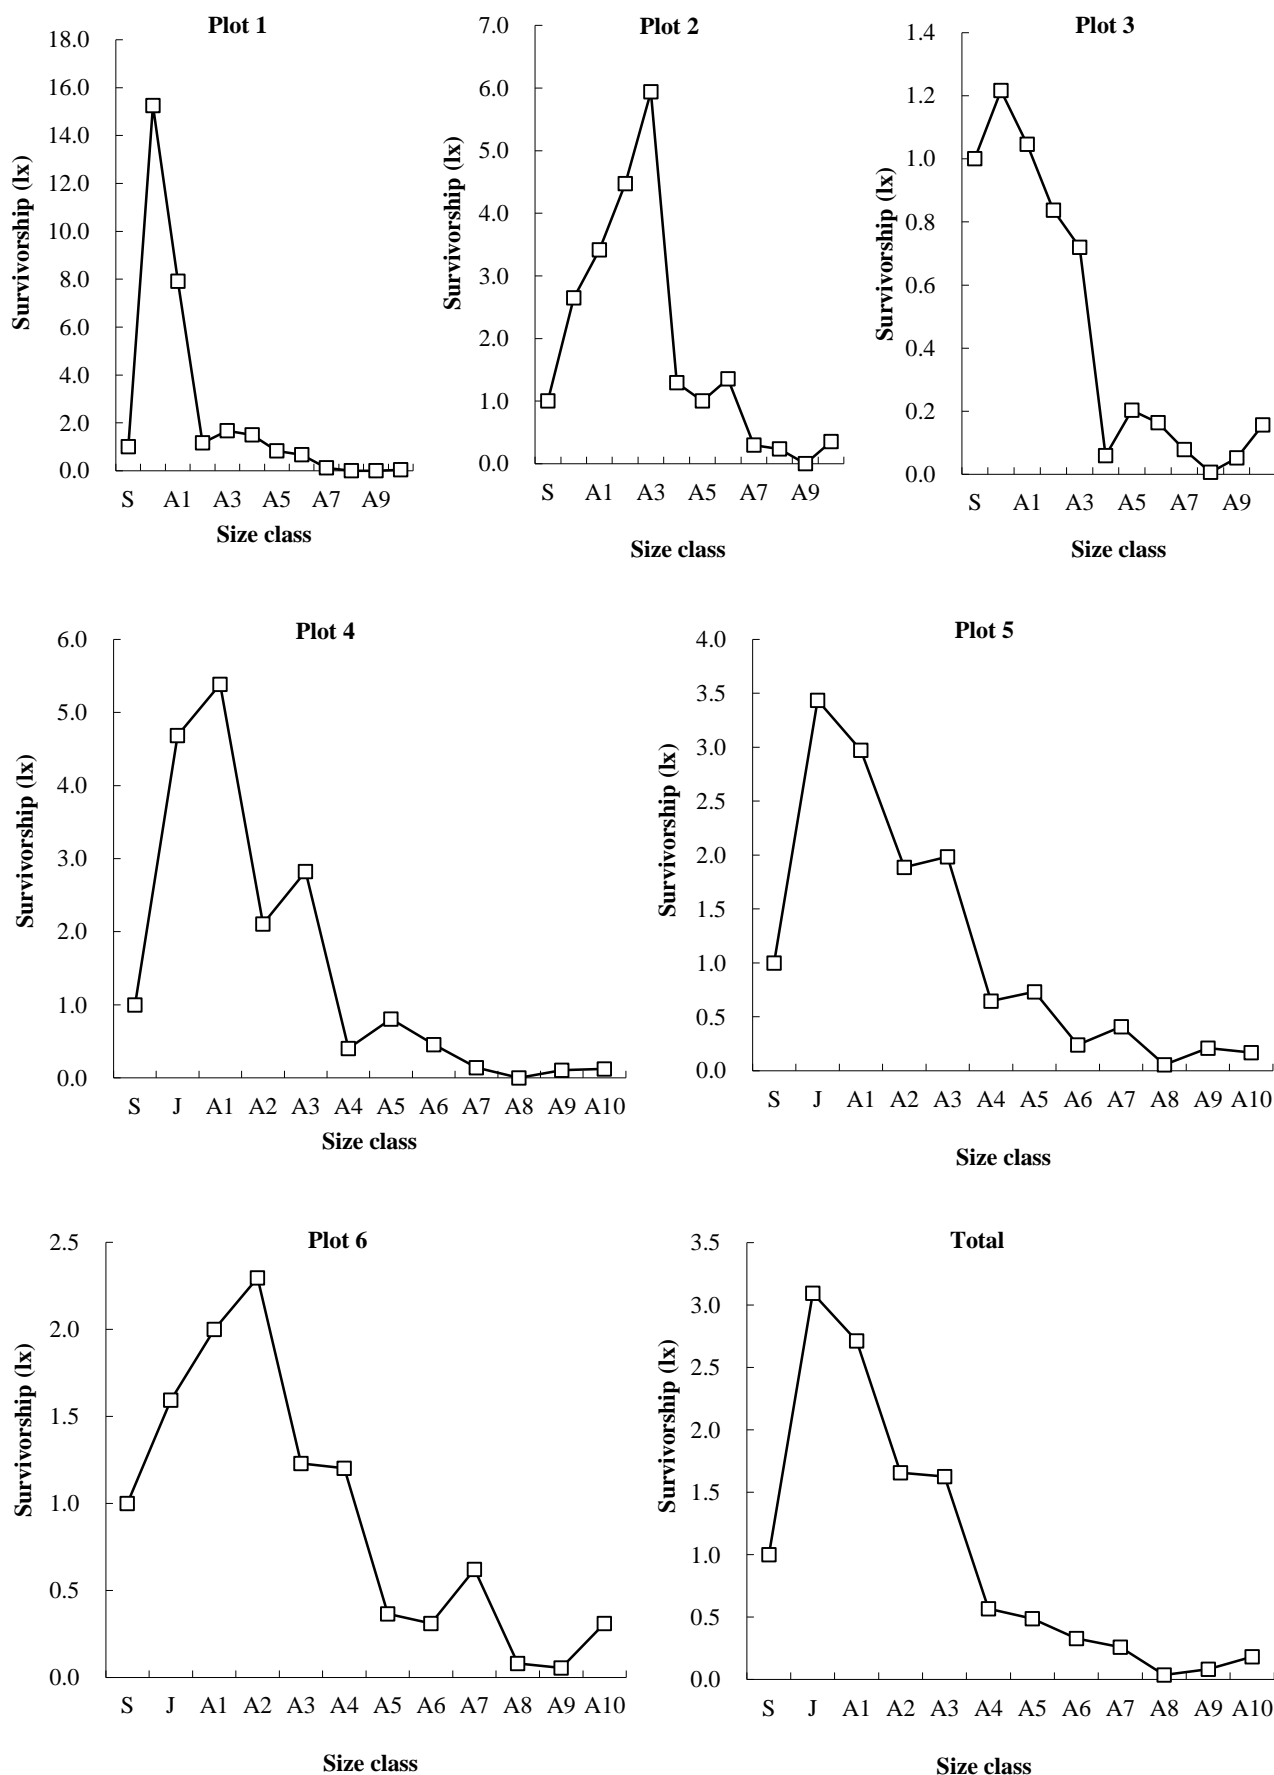 Plot 1
18.0
16.0
14.0
12.0
10.0
8.0
6.0
4.0
2.0
0.0
Survivorship (lx)
S A1 A3 A5 A7 A9
Size class
Plot 2
7.0
6.0
5.0
4.0
3.0
2.0
1.0
0.0
Survivorship (lx)
S A1 A3 A5 A7 A9
Size class
Plot 3
1.4
1.2
1.0
0.8
0.6
0.4
0.2
0.0
Survivorship (lx)
S A1 A3 A5 A7 A9
Size class
Plot 4
6.0
5.0
4.0
3.0
2.0
1.0
0.0
Survivorship (lx)
S J A1 A2 A3 A4 A5 A6 A7 A8 A9 A10
Size class
Plot 5
4.0
3.5
3.0
2.5
2.0
1.5
1.0
0.5
0.0
Survivorship (lx)
S J A1 A2 A3 A4 A5 A6 A7 A8 A9 A10
Size class
Plot 6
2.5
2.0
1.5
1.0
0.5
0.0
Survivorship (lx)
S J A1 A2 A3 A4 A5 A6 A7 A8 A9 A10
Size class
Total
3.5
3.0
2.5
2.0
1.5
1.0
0.5
0.0
Survivorship (lx)
S J A1 A2 A3 A4 A5 A6 A7 A8 A9 A10
Size class